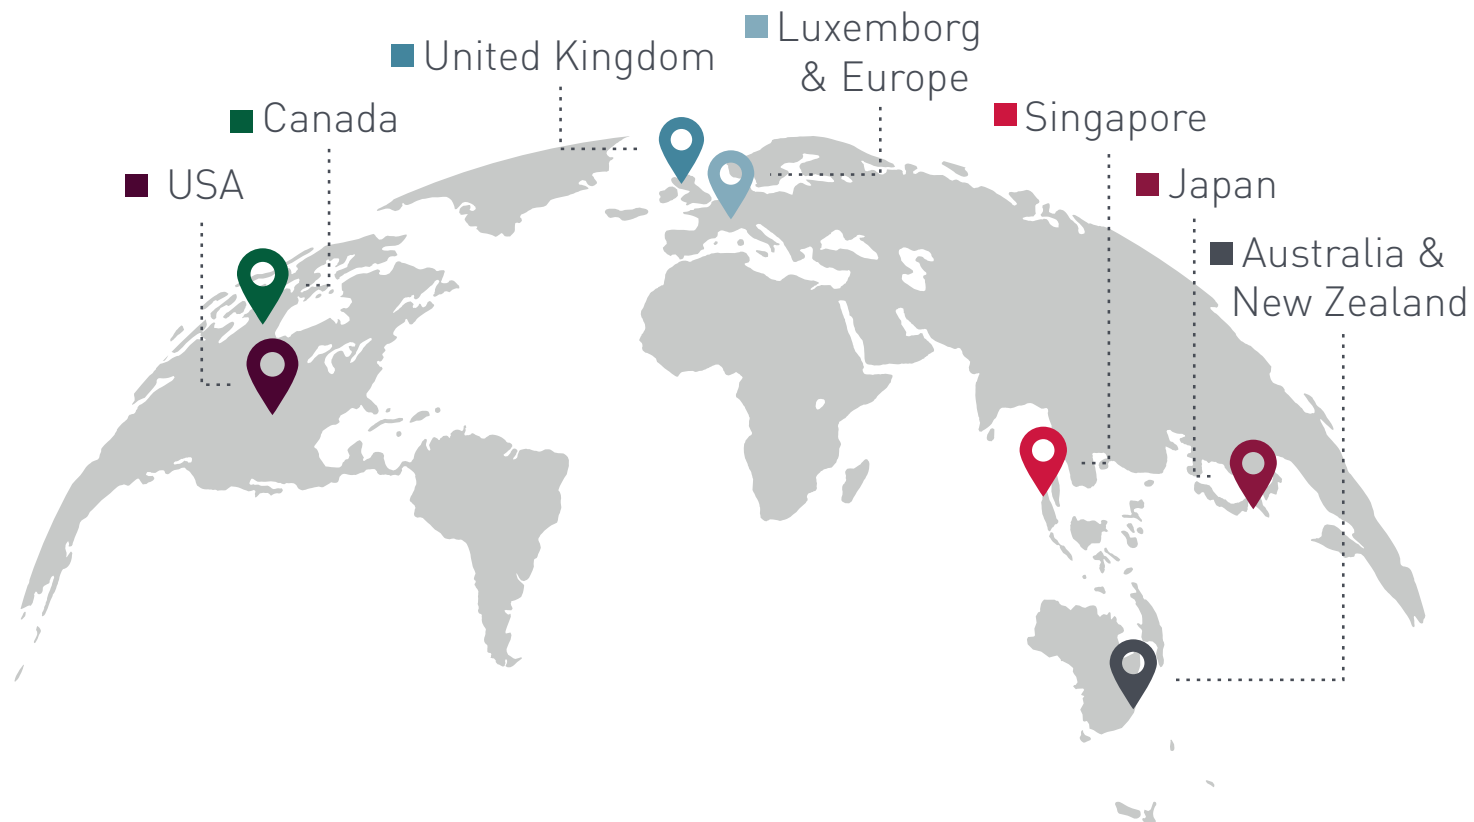 United Kingdom
Luxemborg
& Europe
Canada
Singapore
USA
Japan
Australia &
New Zealand